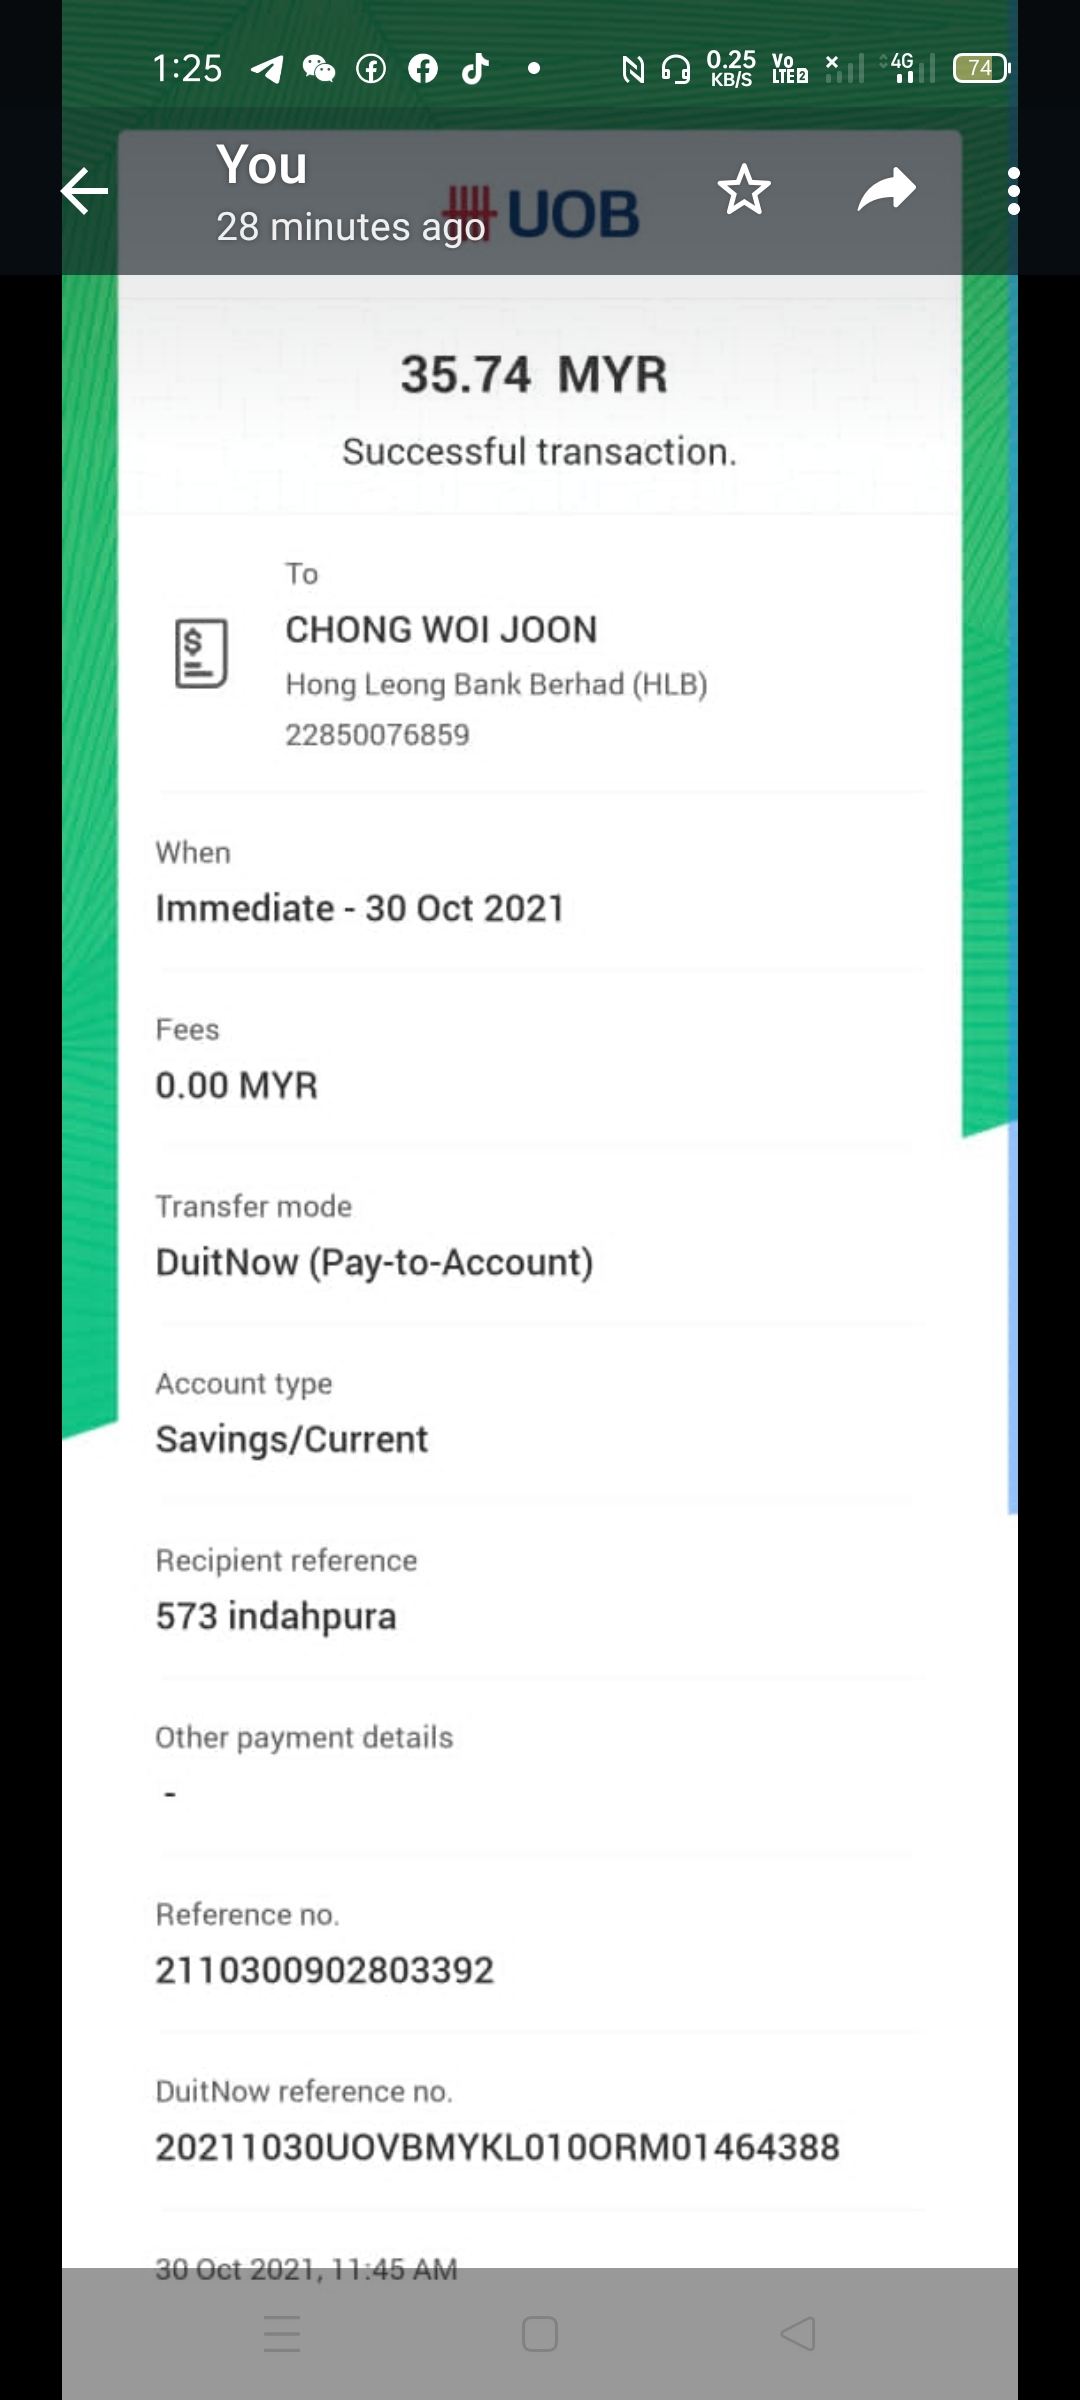 1:25 0.25 KB/S Vo LTE2 4G 74
You
28 minutes ago
UOB
35.74 MYR
Successful transaction.
To
CHONG WOI JOON
Hong Leong Bank Berhad (HLB)
22850076859
When
Immediate - 30 Oct 2021
Fees
0.00 MYR
Transfer mode
DuitNow (Pay-to-Account)
Account type
Savings/Current
Recipient reference
573 indahpura
Other payment details
-
Reference no.
2110300902803392
DuitNow reference no.
20211030UOVBMYKL010ORM01464388
30 Oct 2021, 11:45 AM